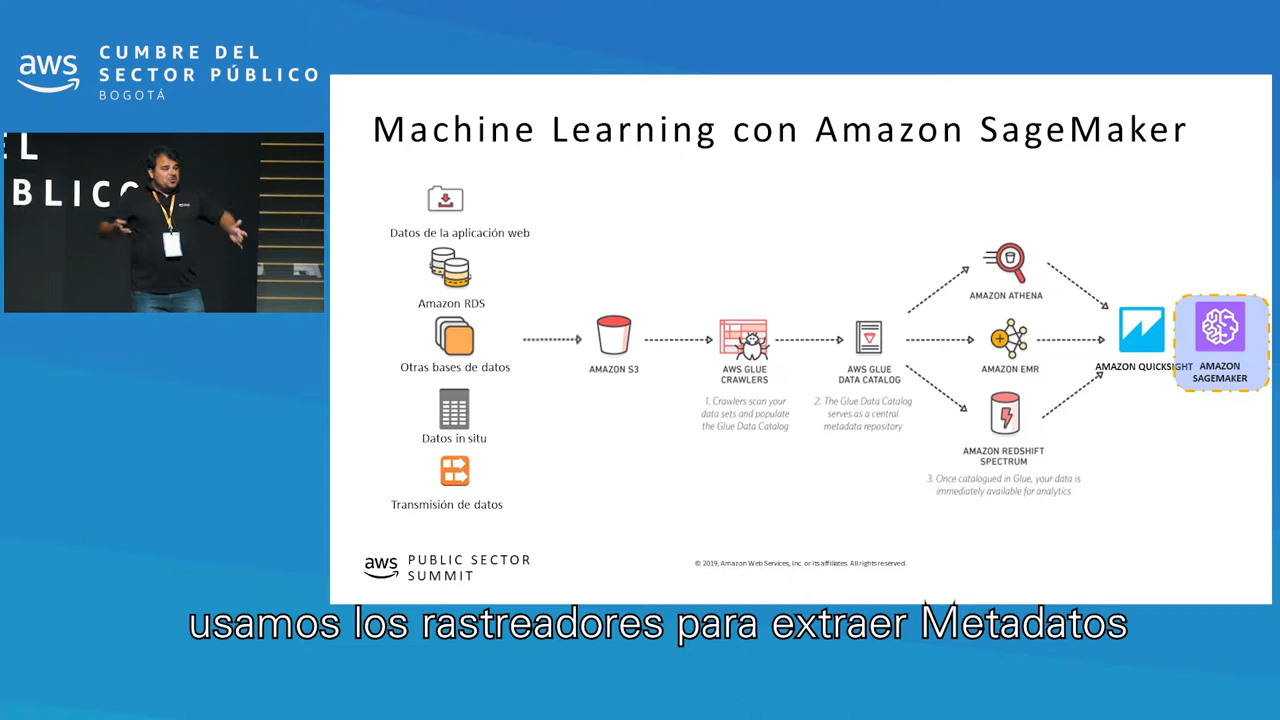 aws
CUMBRE DEL
SECTOR PÚBLICO
BOGOTÁ
EL
PÚBLICO
Machine Learning con Amazon SageMaker
Datos de la aplicación web
Amazon RDS
Otras bases de datos
Datos in situ
Transmisión de datos
AMAZON S3
AWS GLUE
CRAWLERS
1. Crawlers scan your
data sets and populate
the Glue Data Catalog
AWS GLUE
DATA CATALOG
2. The Glue Data Catalog
serves as a central
metadata repository
AMAZON ATHENA
AMAZON EMR
AMAZON REDSHIFT
SPECTRUM
3. Once catalogued in Glue, your data is
immediately available for analytics
AMAZON QUICKSIGHT
AMAZON
SAGEMAKER
aws
PUBLIC SECTOR
SUMMIT
© 2019, Amazon Web Services, Inc. or its affiliates. All rights reserved.
usamos los rastreadores para extraer Metadatos